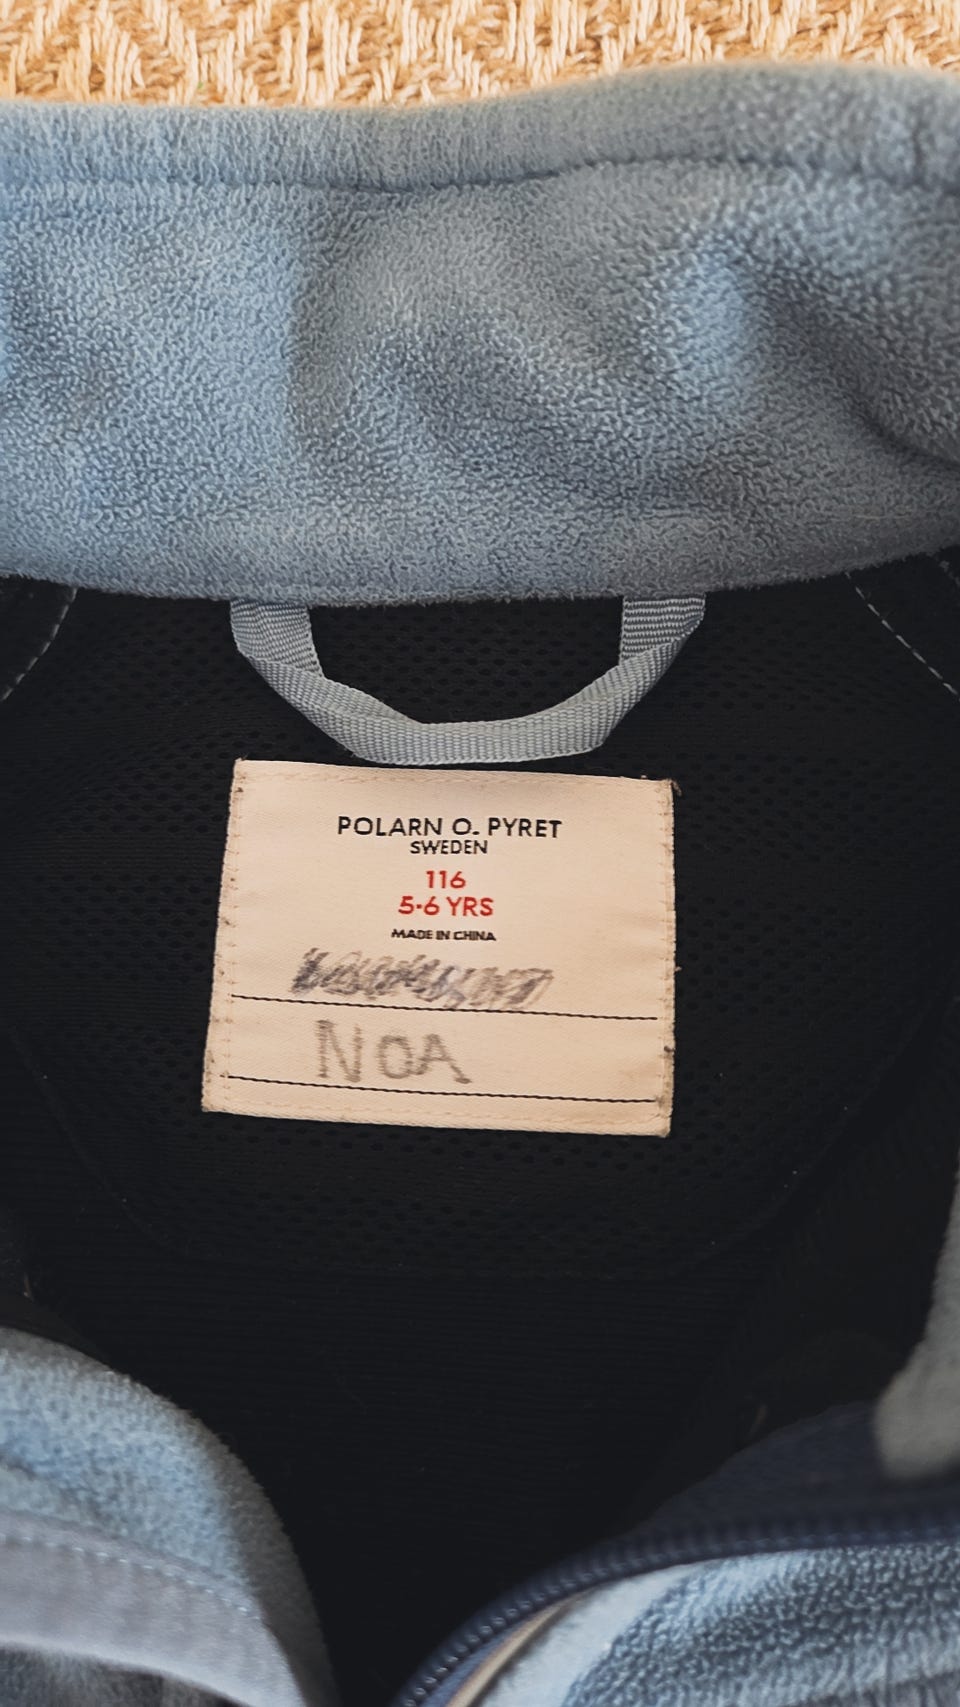 POLARN O. PYRET
SWEDEN
116
5-6 YRS
MADE IN CHINA
NOA